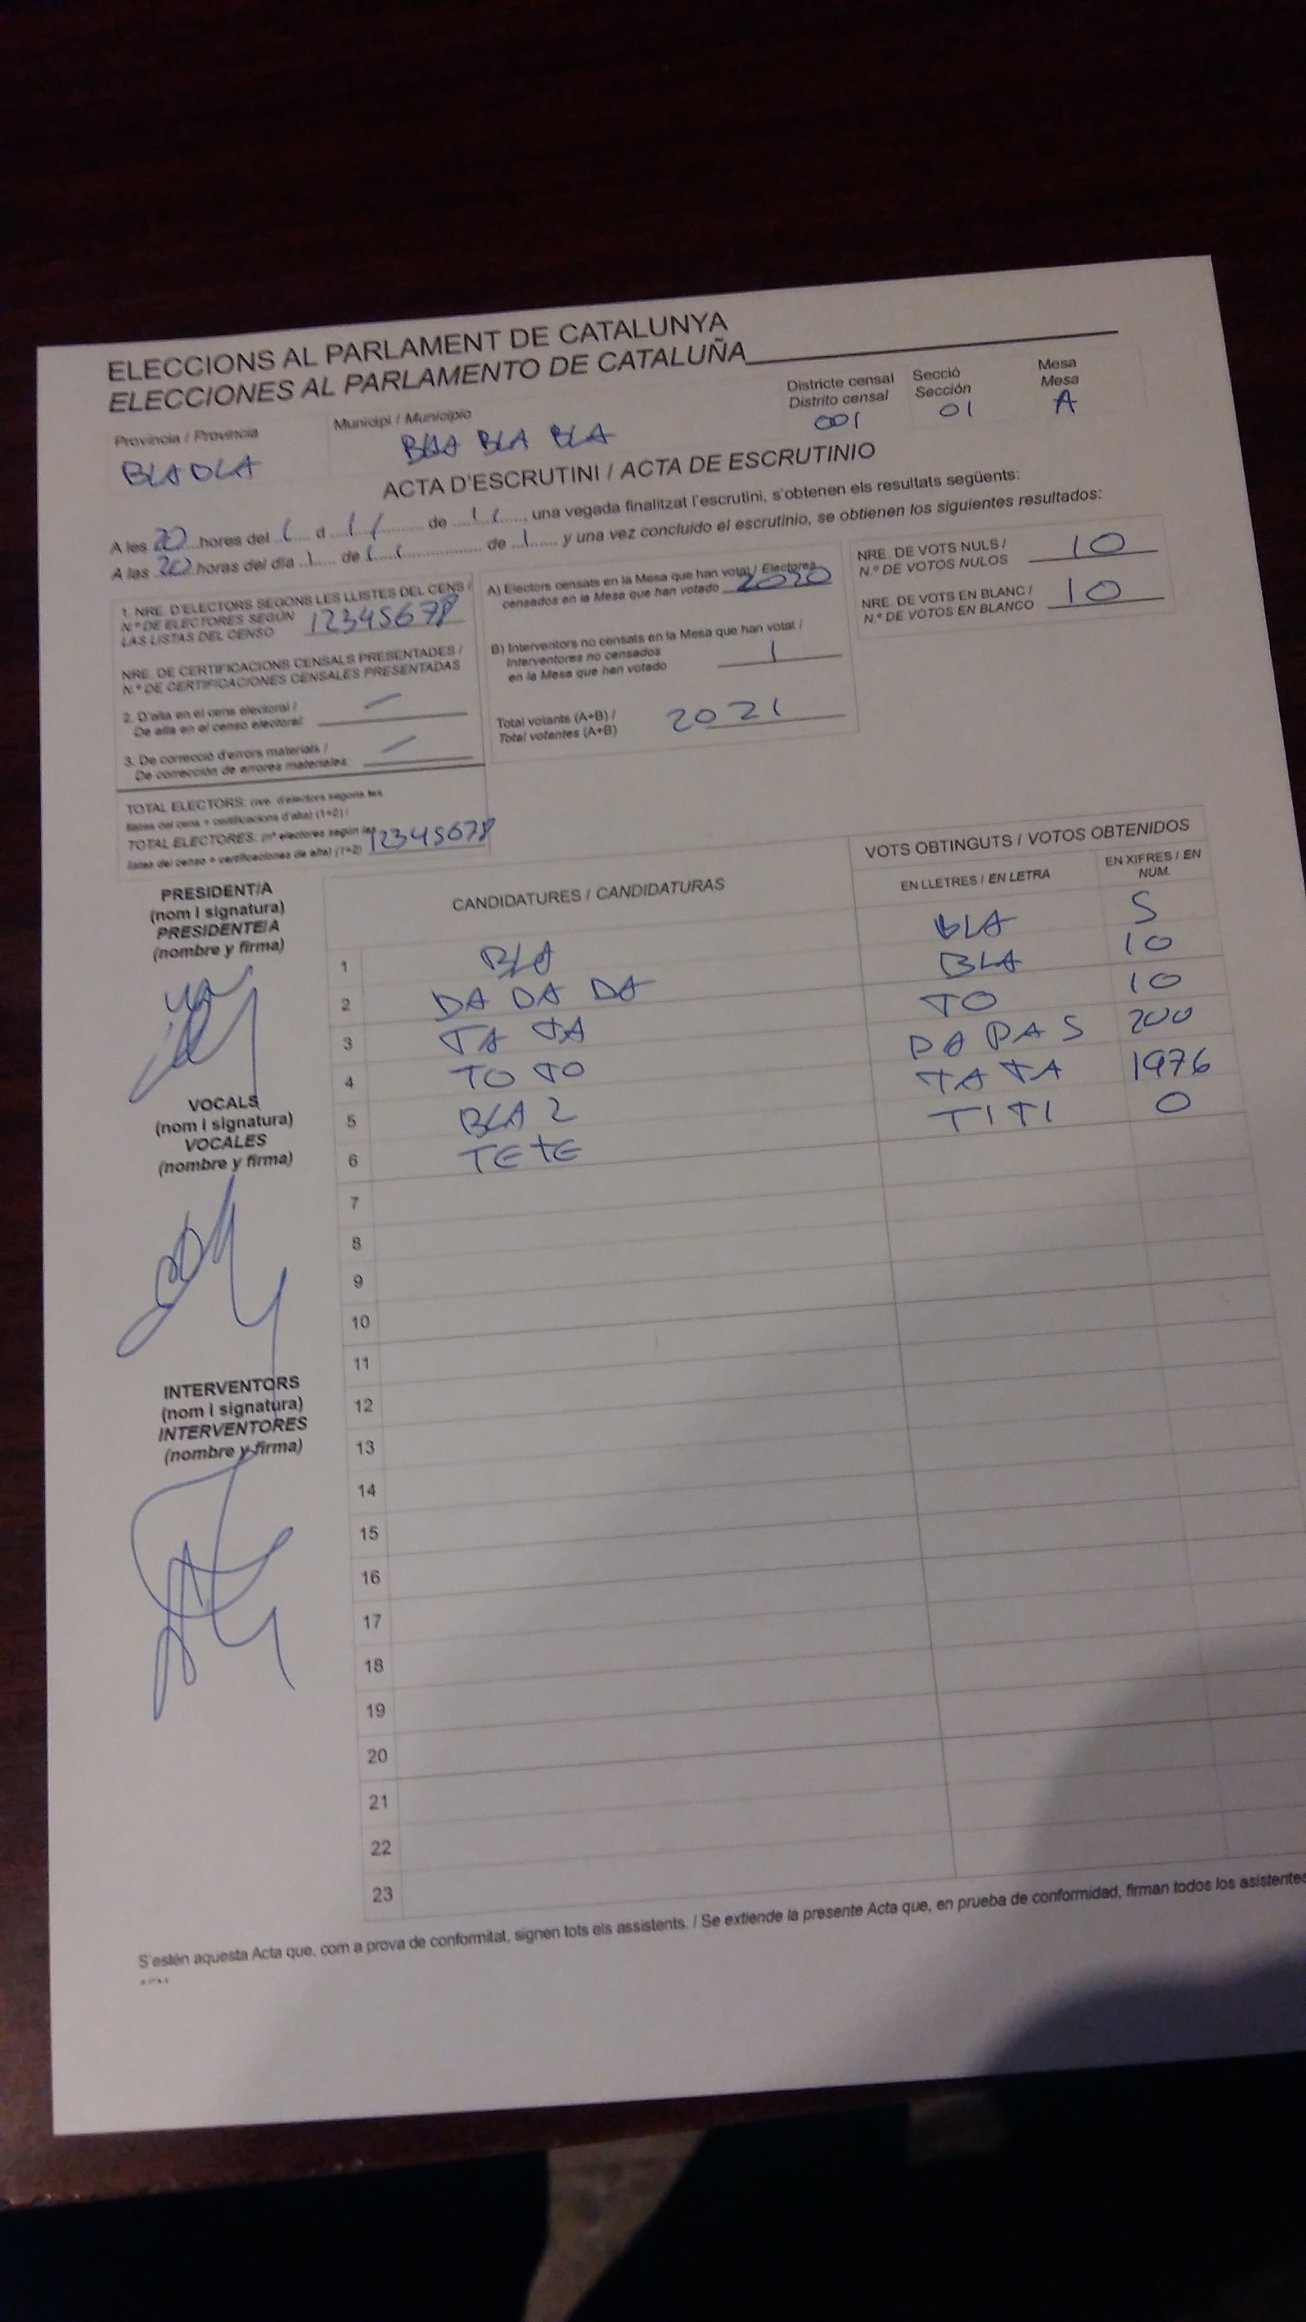 ELECCIONS AL PARLAMENT DE CATALUNYA
ELECCIONES AL PARLAMENTO DE CATALUÑA
Província / Provincia
BLA BLA
Municipi / Municipio
BLA BLA BLA
Districte censal
Distrito censal
001
Secció
Sección
01
Mesa
Mesa
A
ACTA D'ESCRUTINI / ACTA DE ESCRUTINIO
A les 20 hores del 1 d 11 de 11, una vegada finalitzat l'escrutini, s'obtenen els resultats següents:
A las 20 horas del día 1 de 11 de 1 y una vez concluido el escrutinio, se obtienen los siguientes resultados:
1. NRE. D'ELECTORS SEGONS LES LLISTES DEL CENS /
N.º DE ELECTORES SEGÚN
LAS LISTAS DEL CENSO 12345678
NRE. DE CERTIFICACIONS CENSALS PRESENTADES /
N.º DE CERTIFICACIONES CENSALES PRESENTADAS
2. D'alta en el cens electoral /
De alta en el censo electoral: —
3. De correcció d'errors materials /
De corrección de errores materiales: —
TOTAL ELECTORS: (nre. d'electors segons les
llistes del cens + certificacions d'alta) (1+2) /
TOTAL ELECTORES: (nº electores según las
listas del censo + certificaciones de alta) (1+2) 12345678
A) Electors censats en la Mesa que han votat / Electores
censados en la Mesa que han votado 2020
B) Interventors no censats en la Mesa que han votat /
Interventores no censados
en la Mesa que han votado 1
Total votants (A+B) /
Total votantes (A+B) 2021
NRE. DE VOTS NULS /
N.º DE VOTOS NULOS 10
NRE. DE VOTS EN BLANC /
N.º DE VOTOS EN BLANCO 10
PRESIDENT/A
(nom i signatura)
PRESIDENTE/A
(nombre y firma)
VOCALS
(nom i signatura)
VOCALES
(nombre y firma)
INTERVENTORS
(nom i signatura)
INTERVENTORES
(nombre y firma)
CANDIDATURES / CANDIDATURAS
VOTS OBTINGUTS / VOTOS OBTENIDOS
EN LLETRES / EN LETRA
EN XIFRES / EN
NUM.
1 BLA BLA 5
2 DA DA DA BLA 10
3 TA TA TO 10
4 TO TO PA PA S 200
5 BLA 2 TA TA 1976
6 TE TE TI TI 0
7
8
9
10
11
12
13
14
15
16
17
18
19
20
21
22
23
S'estén aquesta Acta que, com a prova de conformitat, signen tots els assistents. / Se extiende la presente Acta que, en prueba de conformidad, firman todos los asistentes